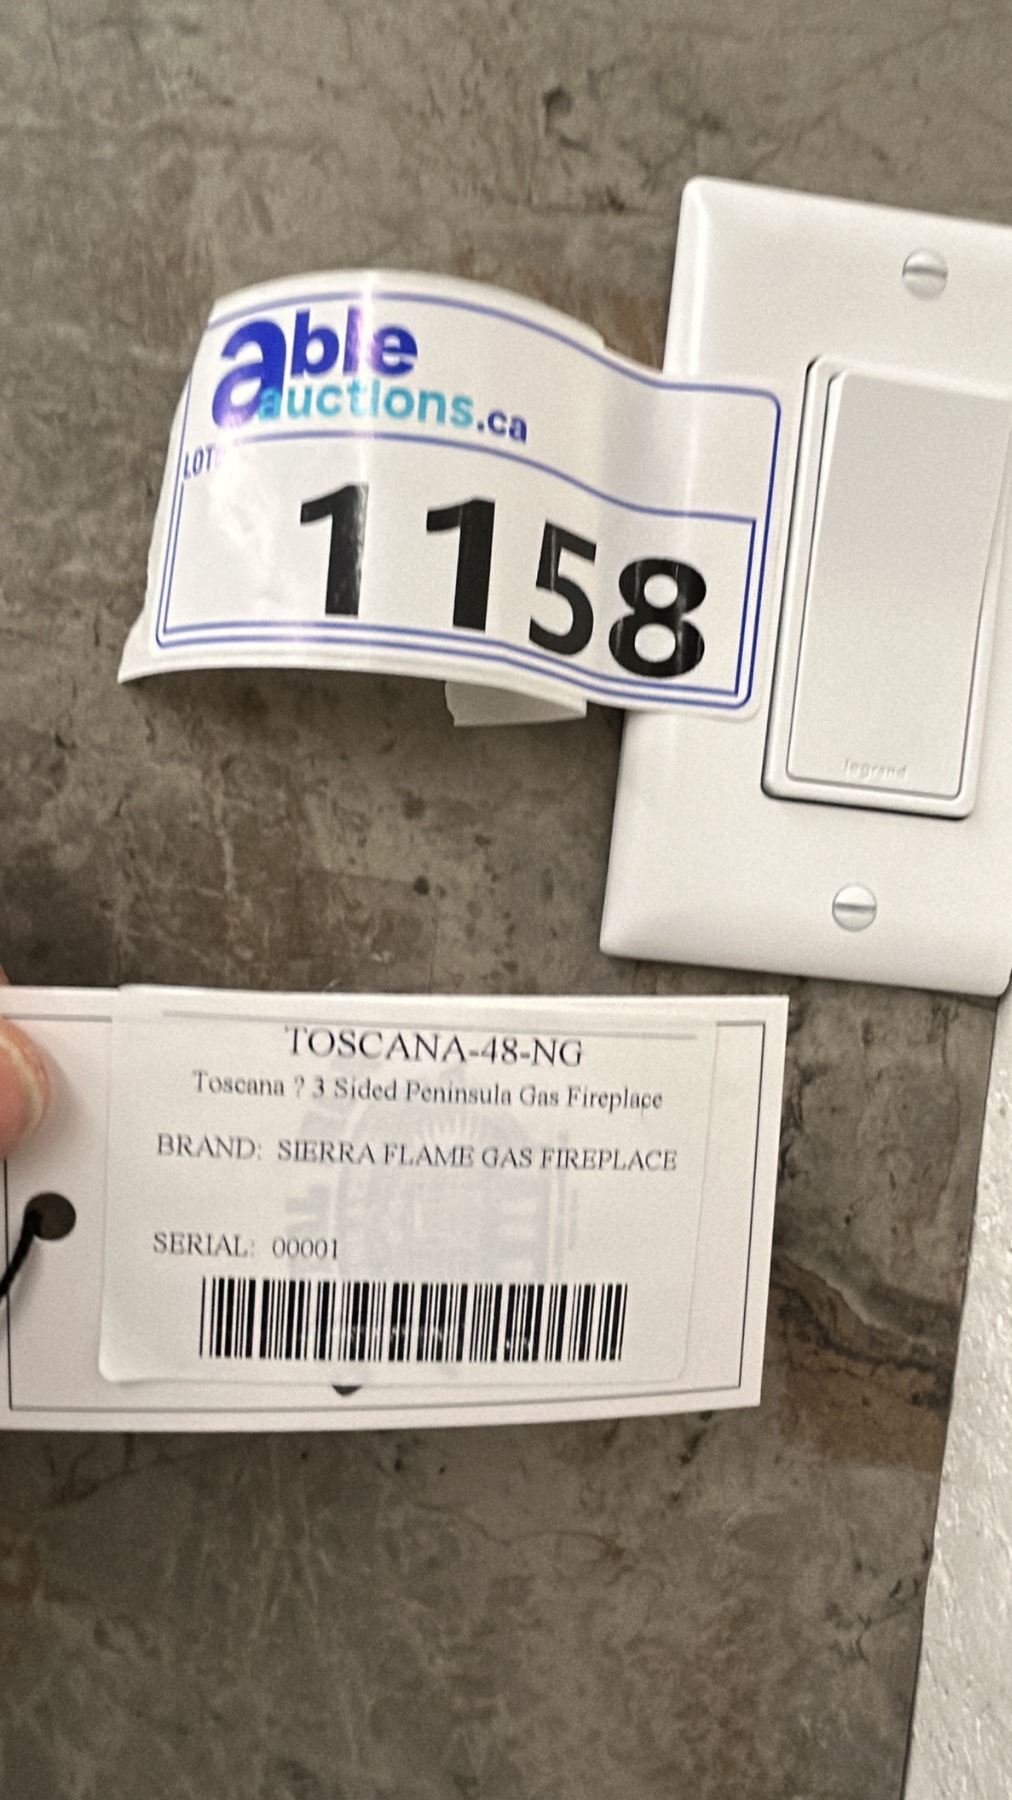 able
auctions.ca
LOT
1158
legrand
TOSCANA-48-NG
Toscana ? 3 Sided Peninsula Gas Fireplace
BRAND: SIERRA FLAME GAS FIREPLACE
SERIAL: 00001